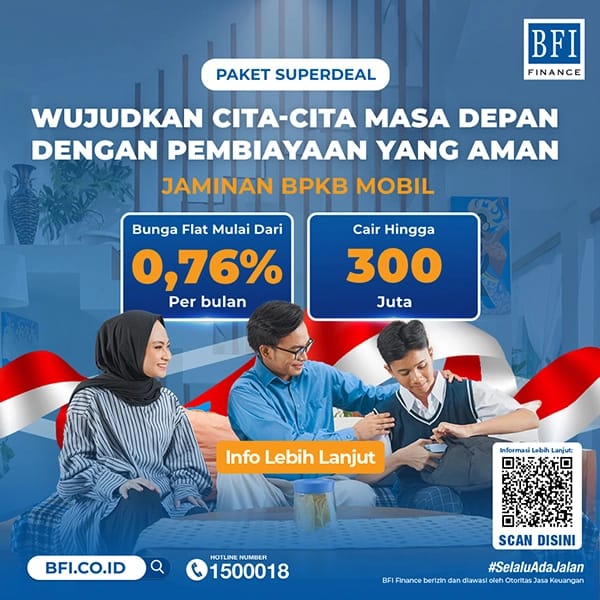 BFI
FINANCE
PAKET SUPERDEAL
WUJUDKAN CITA-CITA MASA DEPAN
DENGAN PEMBIAYAAN YANG AMAN
JAMINAN BPKB MOBIL
Bunga Flat Mulai Dari
0,76%
Per bulan
Cair Hingga
300
Juta
Info Lebih Lanjut
Informasi Lebih Lanjut:
SCAN DISINI
BFI.CO.ID
HOTLINE NUMBER
1500018
#SelaluAdaJalan
BFI Finance berizin dan diawasi oleh Otoritas Jasa Keuangan